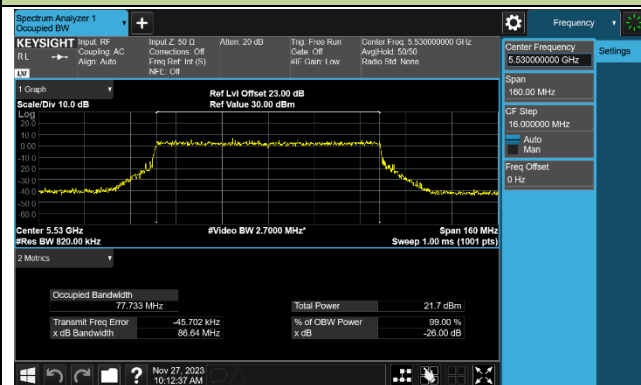 Spectrum Analyzer 1
Occupied BW
+
Frequency
KEYSIGHT Input: RF Input Z: 50 Ω Atten: 20 dB Trig: Free Run Center Freq: 5.530000000 GHz
RL Coupling: AC Corrections: Off Gate: Off Avg|Hold: 50/50
Align: Auto Freq Ref: Int (S) #IF Gain: Low Radio Std: None
LXI NFE: Off
Center Frequency
5.530000000 GHz
Settings
Span
160.00 MHz
CF Step
16.000000 MHz
Auto
Man
Freq Offset
0 Hz
1 Graph
Ref Lvl Offset 23.00 dB
Scale/Div 10.0 dB Ref Value 30.00 dBm
Log
20.0
10.0
0.00
-10.0
-20.0
-30.0
-40.0
-50.0
-60.0
Center 5.53 GHz #Video BW 2.7000 MHz* Span 160 MHz
#Res BW 820.00 kHz Sweep 1.00 ms (1001 pts)
2 Metrics
Occupied Bandwidth
77.733 MHz Total Power 21.7 dBm
Transmit Freq Error -45.702 kHz % of OBW Power 99.00 %
x dB Bandwidth 86.64 MHz x dB -26.00 dB
? Nov 27, 2023
10:12:37 AM